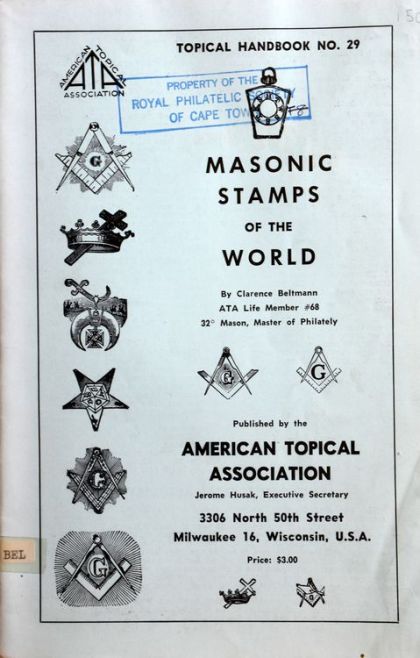 150
TOPICAL HANDBOOK NO. 29
AMERICAN TOPICAL
ATA
ASSOCIATION
PROPERTY OF THE
ROYAL PHILATELIC SOCIETY
OF CAPE TOWN
G
MASONIC
STAMPS
OF THE
WORLD
By Clarence Beltmann
ATA Life Member #68
32° Mason, Master of Philately
G
G
Published by the
AMERICAN TOPICAL
ASSOCIATION
Jerome Husak, Executive Secretary
G
3306 North 50th Street
Milwaukee 16, Wisconsin, U.S.A.
BEL
G
Price: $3.00